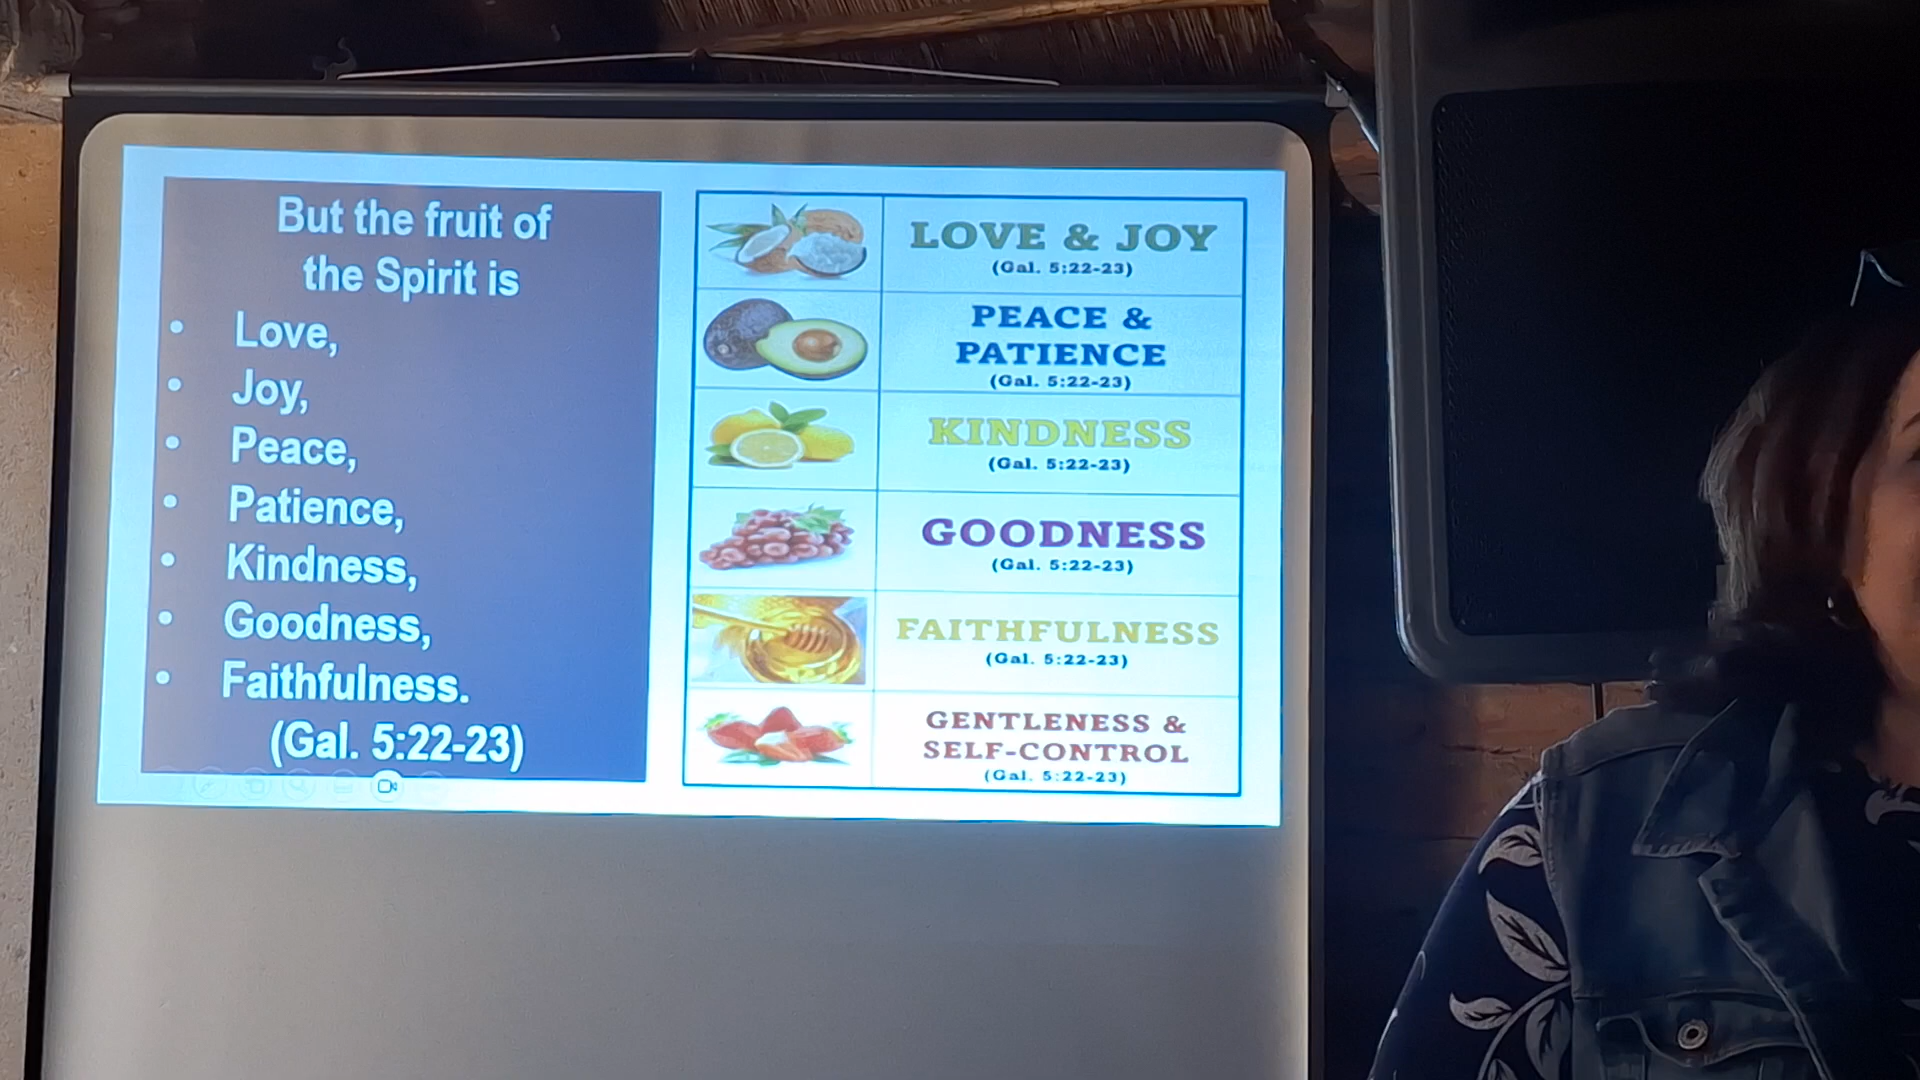 But the fruit of
the Spirit is
• Love,
• Joy,
• Peace,
• Patience,
• Kindness,
• Goodness,
• Faithfulness.
(Gal. 5:22-23)
LOVE & JOY
(Gal. 5:22-23)
PEACE &
PATIENCE
(Gal. 5:22-23)
KINDNESS
(Gal. 5:22-23)
GOODNESS
(Gal. 5:22-23)
FAITHFULNESS
(Gal. 5:22-23)
GENTLENESS &
SELF-CONTROL
(Gal. 5:22-23)